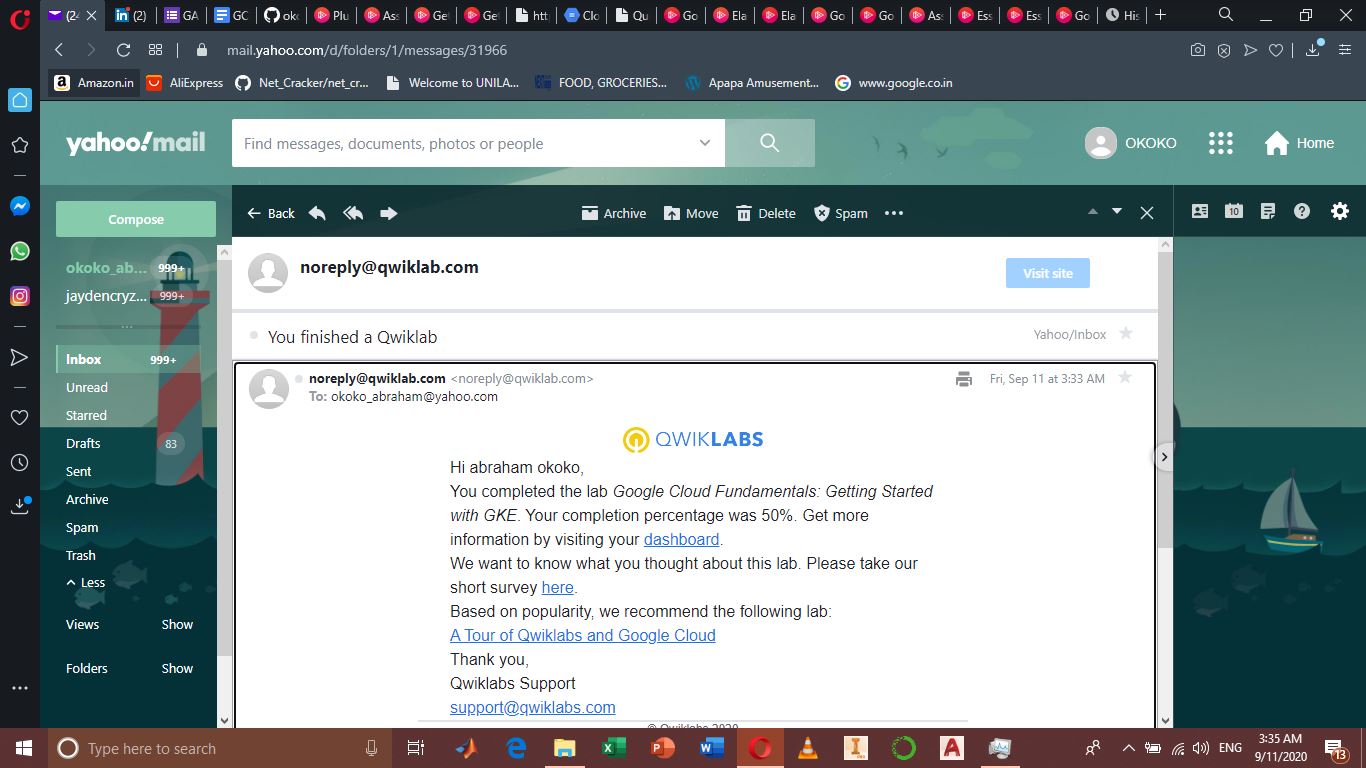 (2
(2)
GA
GC
oko
Plu
Ass
Get
Get
htt
Clo
Qu
Go
Ela
Ela
Go
Go
Ass
Ess
Ess
Go
His
mail.yahoo.com/d/folders/1/messages/31966
Amazon.in
AliExpress
Net_Cracker/net_cr...
Welcome to UNILA...
FOOD, GROCERIES...
Apapa Amusement...
www.google.co.in
yahoo!mail
Find messages, documents, photos or people
OKOKO
Home
Compose
Back
Archive
Move
Delete
Spam
10
okoko_ab... 999+
jaydencryz... 999+
Inbox 999+
Unread
Starred
Drafts 83
Sent
Archive
Spam
Trash
Less
Views Show
Folders Show
noreply@qwiklab.com
Visit site
You finished a Qwiklab
Yahoo/Inbox
noreply@qwiklab.com <noreply@qwiklab.com>
Fri, Sep 11 at 3:33 AM
To: okoko_abraham@yahoo.com
QWIKLABS
Hi abraham okoko,
You completed the lab Google Cloud Fundamentals: Getting Started
with GKE. Your completion percentage was 50%. Get more
information by visiting your dashboard.
We want to know what you thought about this lab. Please take our
short survey here.
Based on popularity, we recommend the following lab:
A Tour of Qwiklabs and Google Cloud
Thank you,
Qwiklabs Support
support@qwiklabs.com
© Qwiklabs 2020
Type here to search
ENG
3:35 AM
9/11/2020
13